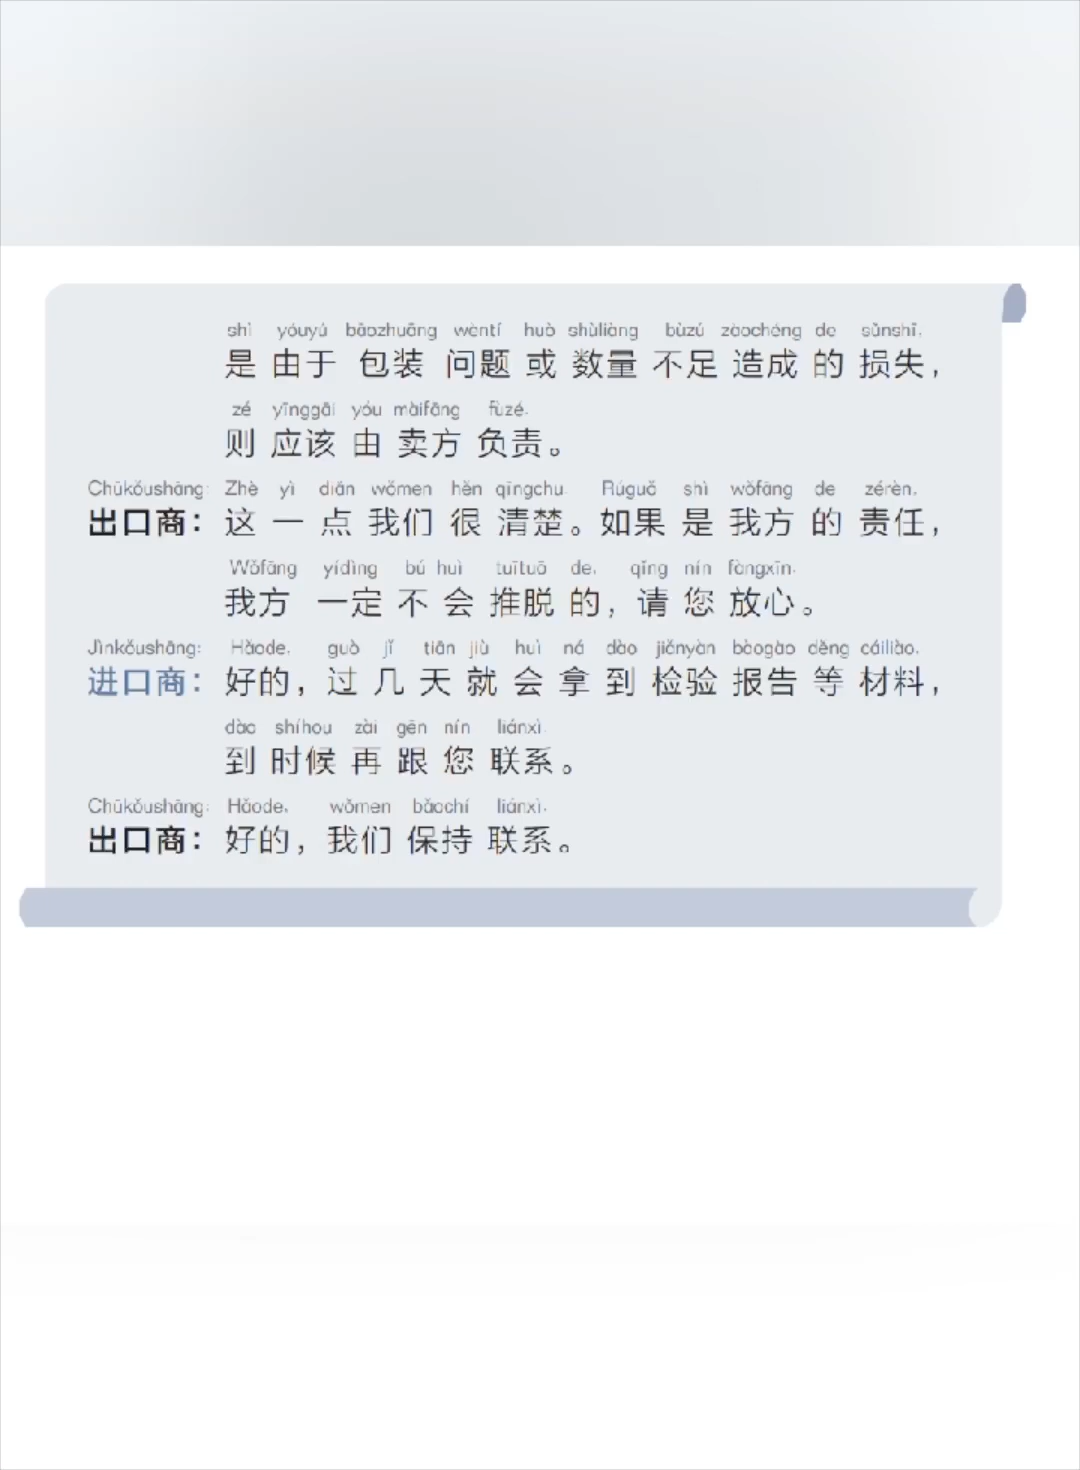 shì yóuyú bāozhuāng wèntí huò shùliàng bùzú zàochéng de sǔnshī,
是 由于 包装 问题 或 数量 不足 造成 的 损失，
zé yīnggāi yóu màifāng fùzé.
则 应该 由 卖方 负责。
Chūkǒushāng: Zhè yì diǎn wǒmen hěn qīngchu. Rúguǒ shì wǒfāng de zérèn,
出口商： 这 一 点 我们 很 清楚。如果 是 我方 的 责任，
Wǒfāng yídìng bú huì tuītuō de, qǐng nín fàngxīn.
我方 一定 不 会 推脱 的，请 您 放心。
Jìnkǒushāng: Hǎode, guò jǐ tiān jiù huì ná dào jiǎnyàn bàogào děng cáiliào,
进口商： 好的，过 几 天 就 会 拿 到 检验 报告 等 材料，
dào shíhou zài gēn nín liánxì.
到 时候 再 跟 您 联系。
Chūkǒushāng: Hǎode, wǒmen bǎochí liánxì.
出口商： 好的，我们 保持 联系。